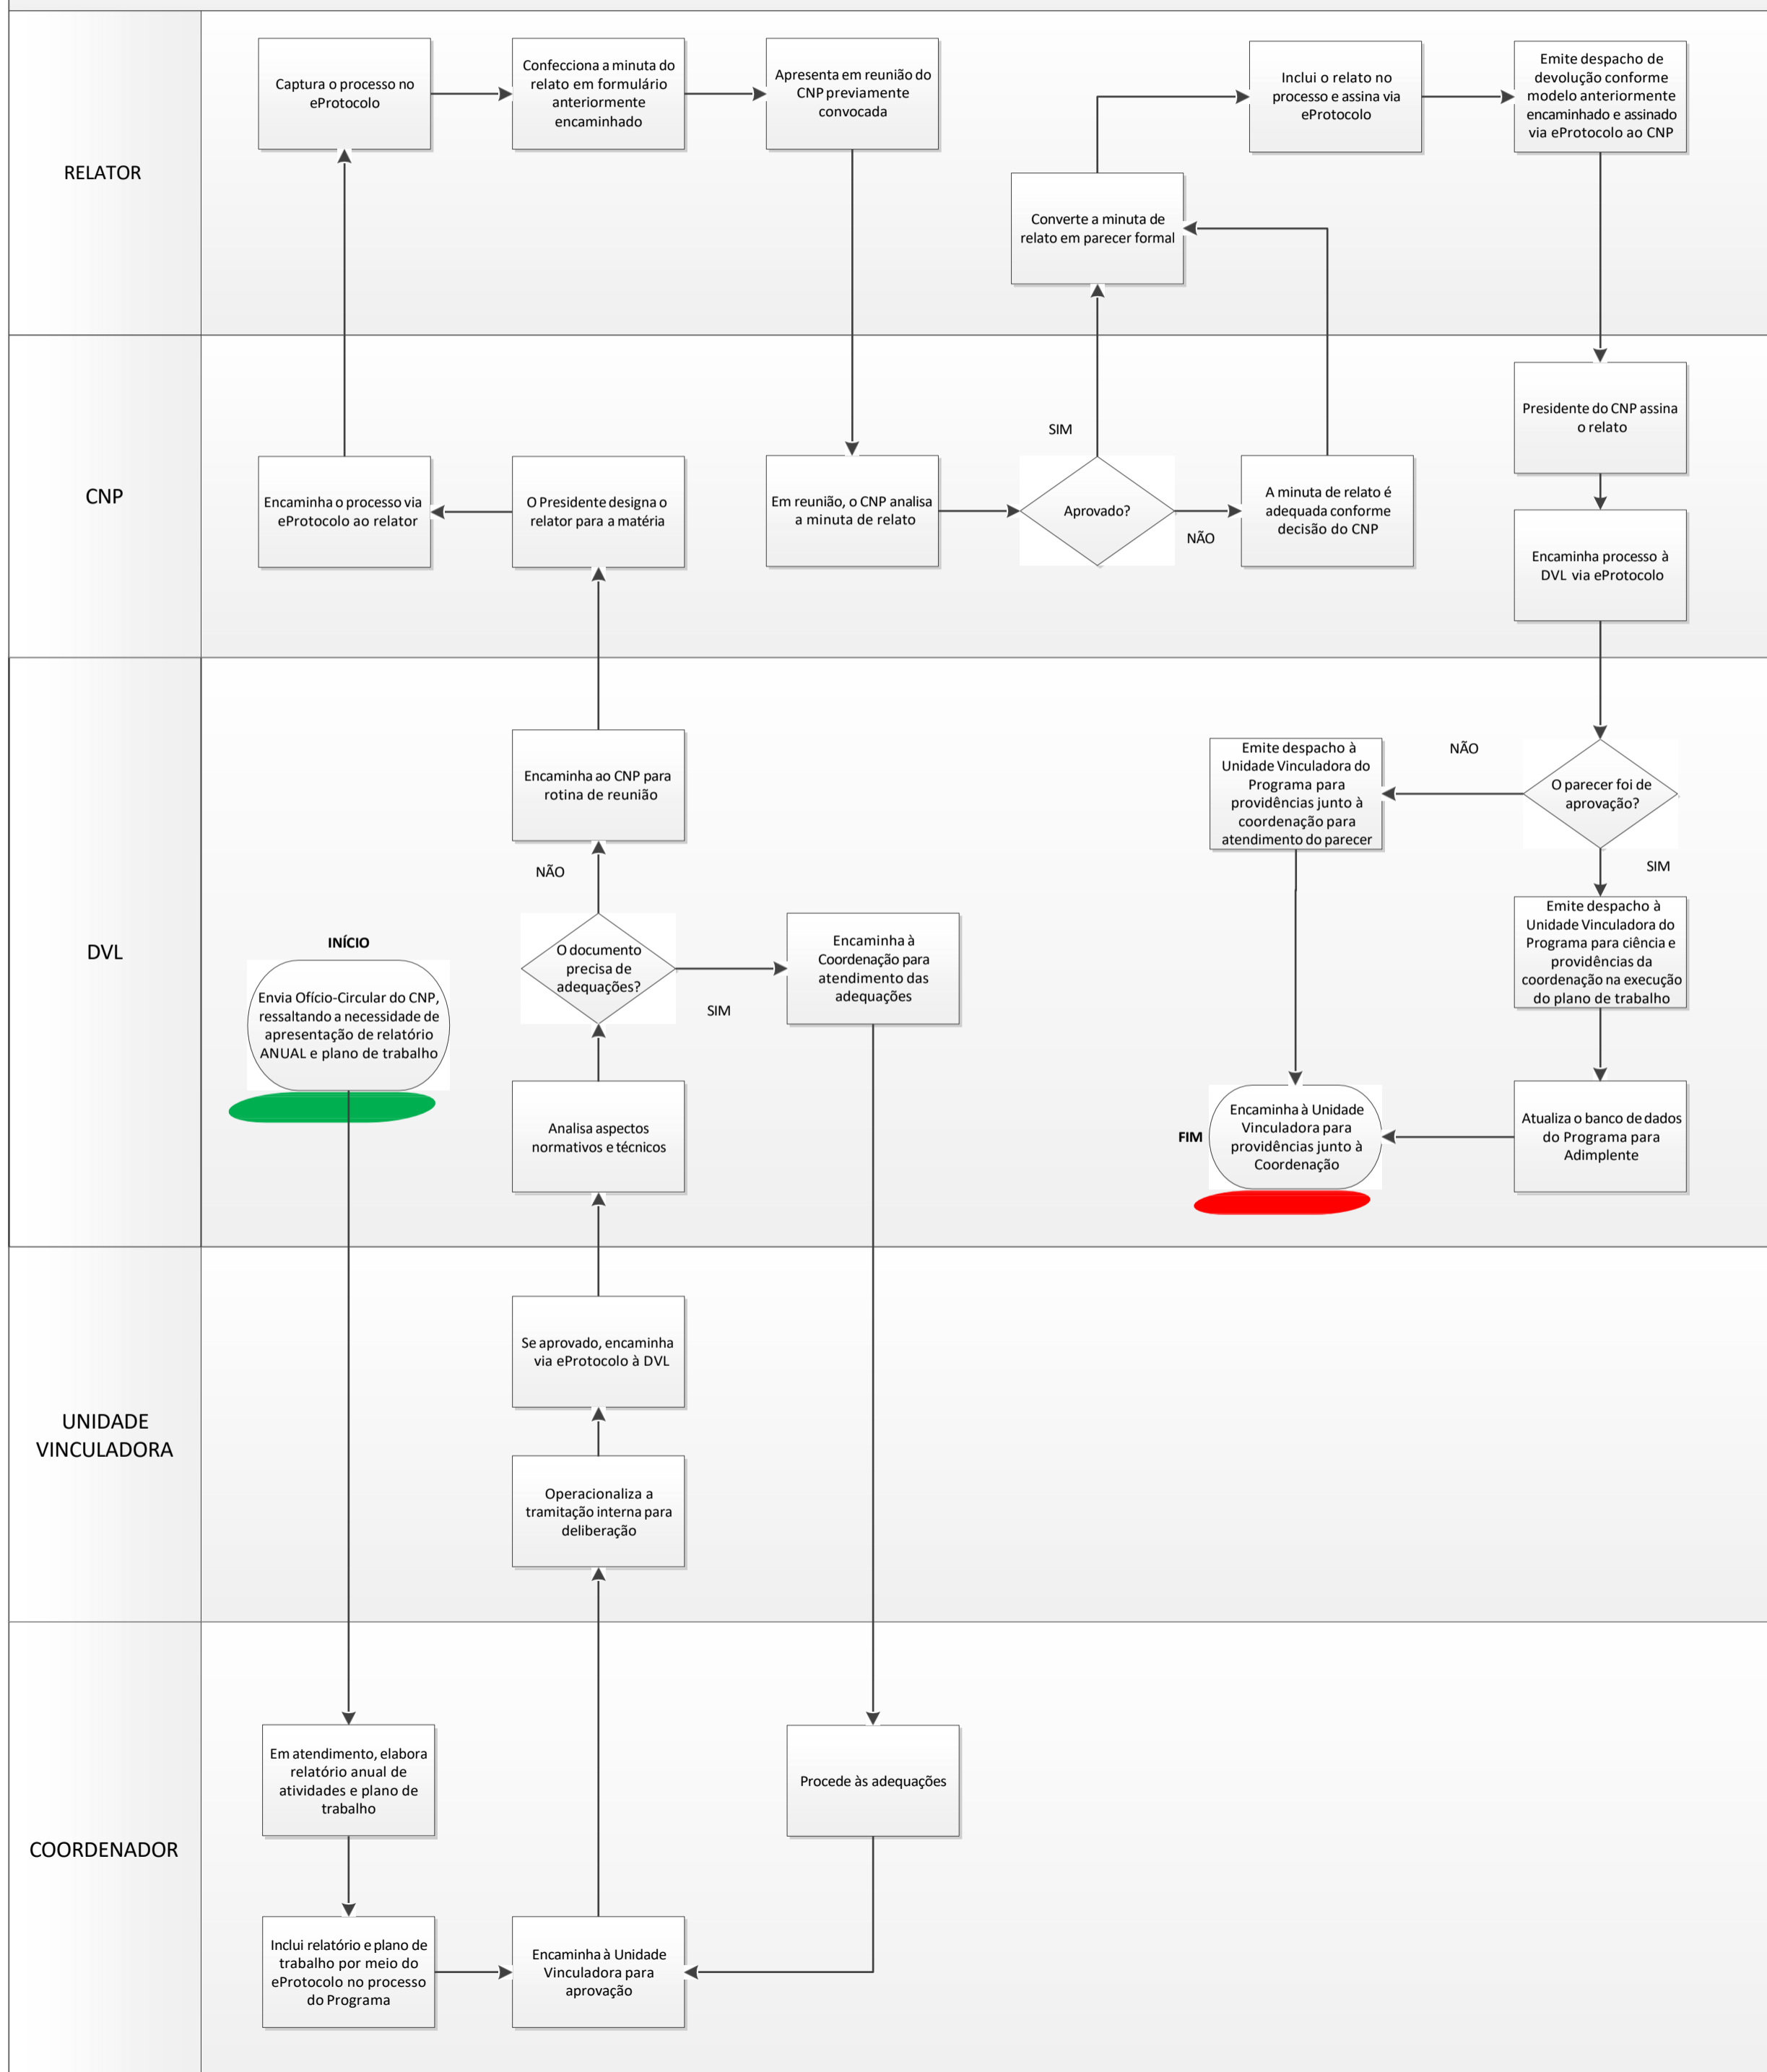 RELATOR
Captura o processo no
eProtocolo
Confecciona a minuta do
relato em formulário
anteriormente
encaminhado
Apresenta em reunião do
CNP previamente
convocada
Inclui o relato no
processo e assina via
eProtocolo
Emite despacho de
devolução conforme
modelo anteriormente
encaminhado e assinado
via eProtocolo ao CNP
Converte a minuta de
relato em parecer formal
CNP
Encaminha o processo via
eProtocolo ao relator
O Presidente designa o
relator para a matéria
Em reunião, o CNP analisa
a minuta de relato
SIM
Aprovado?
NÃO
A minuta de relato é
adequada conforme
decisão do CNP
Presidente do CNP assina
o relato
Encaminha processo à
DVL via eProtocolo
DVL
INÍCIO
Envia Ofício-Circular do CNP,
ressaltando a necessidade de
apresentação de relatório
ANUAL e plano de trabalho
Encaminha ao CNP para
rotina de reunião
NÃO
O documento
precisa de
adequações?
SIM
Encaminha à
Coordenação para
atendimento das
adequações
Analisa aspectos
normativos e técnicos
Emite despacho à
Unidade Vinculadora do
Programa para
providências junto à
coordenação para
atendimento do parecer
NÃO
O parecer foi de
aprovação?
SIM
Emite despacho à
Unidade Vinculadora do
Programa para ciência e
providências da
coordenação na execução
do plano de trabalho
Atualiza o banco de dados
do Programa para
Adimplente
FIM
Encaminha à Unidade
Vinculadora para
providências junto à
Coordenação
UNIDADE
VINCULADORA
Se aprovado, encaminha
via eProtocolo à DVL
Operacionaliza a
tramitação interna para
deliberação
COORDENADOR
Em atendimento, elabora
relatório anual de
atividades e plano de
trabalho
Procede às adequações
Inclui relatório e plano de
trabalho por meio do
eProtocolo no processo
do Programa
Encaminha à Unidade
Vinculadora para
aprovação